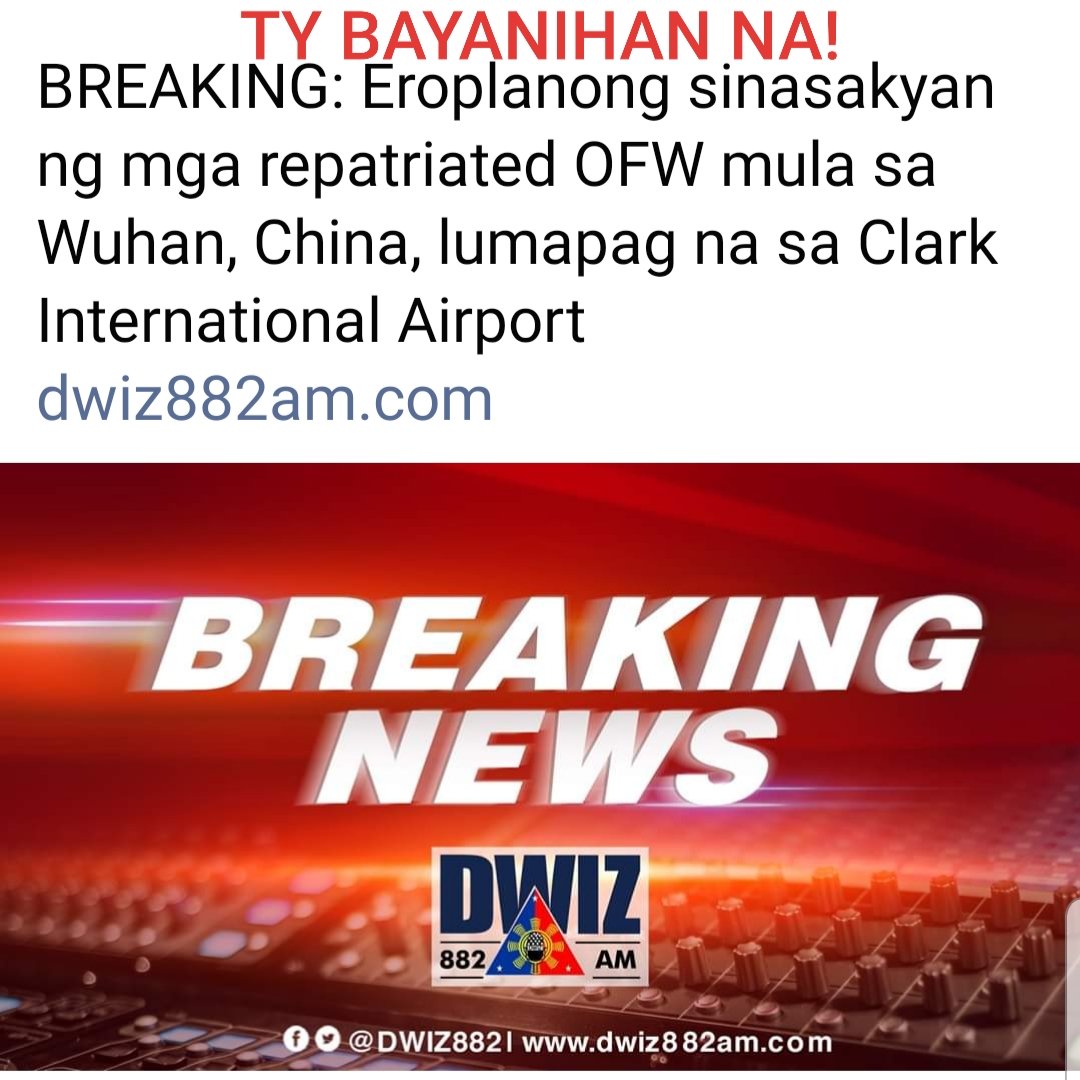 TY BAYANIHAN NA!
BREAKING: Eroplanong sinasakyan
ng mga repatriated OFW mula sa
Wuhan, China, lumapag na sa Clark
International Airport
dwiz882am.com
BREAKING
NEWS
DWIZ
882 AM
@DWIZ882| www.dwiz882am.com